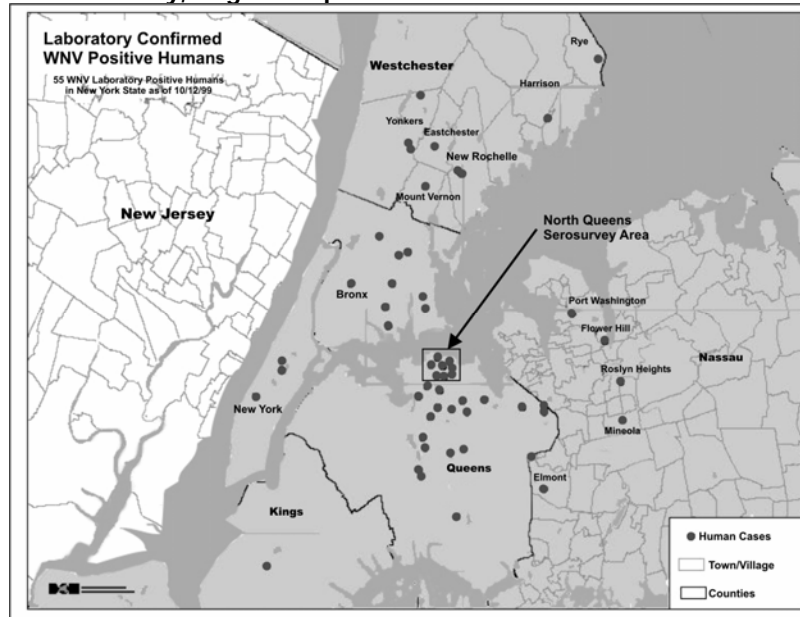 Laboratory Confirmed
WNV Positive Humans
55 WNV Laboratory Positive Humans
in New York State as of 10/12/99
Westchester
Rye
Harrison
Yonkers
Eastchester
New Rochelle
Mount Vernon
New Jersey
North Queens
Serosurvey Area
Bronx
Port Washington
Flower Hill
Nassau
Roslyn Heights
New York
Mineola
Queens
Elmont
Kings
Human Cases
Town/Village
Counties